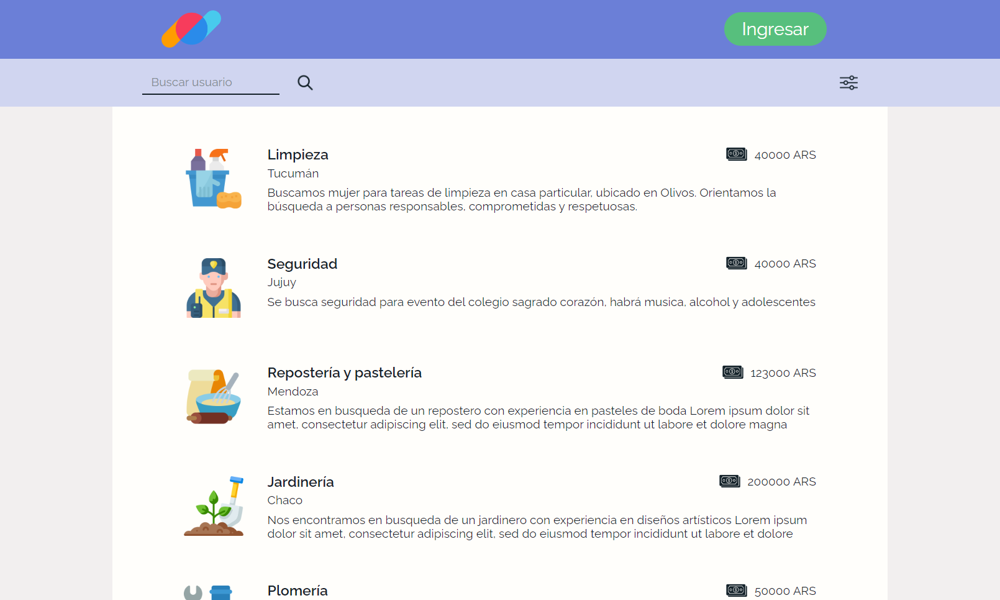 Ingresar
Buscar usuario
Limpieza
40000 ARS
Tucumán
Buscamos mujer para tareas de limpieza en casa particular, ubicado en Olivos. Orientamos la
búsqueda a personas responsables, comprometidas y respetuosas.
Seguridad
40000 ARS
Jujuy
Se busca seguridad para evento del colegio sagrado corazón, habrá musica, alcohol y adolescentes
Repostería y pastelería
123000 ARS
Mendoza
Estamos en busqueda de un repostero con experiencia en pasteles de boda Lorem ipsum dolor sit
amet, consectetur adipiscing elit, sed do eiusmod tempor incididunt ut labore et dolore magna
Jardinería
200000 ARS
Chaco
Nos encontramos en busqueda de un jardinero con experiencia en diseños artísticos Lorem ipsum
dolor sit amet, consectetur adipiscing elit, sed do eiusmod tempor incididunt ut labore et dolore
Plomería
50000 ARS